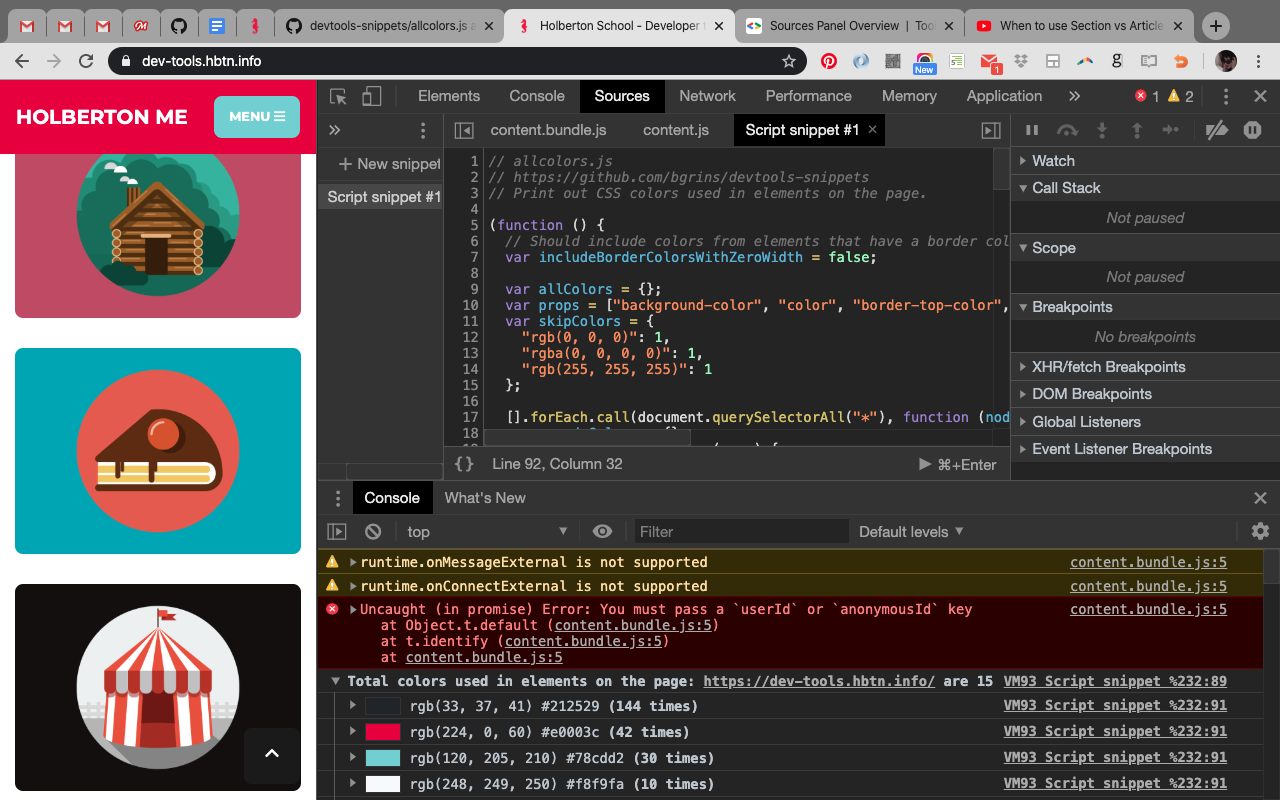 devtools-snippets/allcolors.js a
Holberton School - Developer t
Sources Panel Overview | Tool
When to use Section vs Article
dev-tools.hbtn.info
New
1
HOLBERTON ME
MENU
Elements
Console
Sources
Network
Performance
Memory
Application
1
2
content.bundle.js
content.js
Script snippet #1
+ New snippet
Script snippet #1
1 // allcolors.js
2 // https://github.com/bgrins/devtools-snippets
3 // Print out CSS colors used in elements on the page.
4
5 (function () {
6 // Should include colors from elements that have a border col
7 var includeBorderColorsWithZeroWidth = false;
8
9 var allColors = {};
10 var props = ["background-color", "color", "border-top-color",
11 var skipColors = {
12 "rgb(0, 0, 0)": 1,
13 "rgba(0, 0, 0, 0)": 1,
14 "rgb(255, 255, 255)": 1
15 };
16
17 [].forEach.call(document.querySelectorAll("*"), function (nod
18
{} Line 92, Column 32
⌘+Enter
Watch
Call Stack
Not paused
Scope
Not paused
Breakpoints
No breakpoints
XHR/fetch Breakpoints
DOM Breakpoints
Global Listeners
Event Listener Breakpoints
Console
What's New
top
Filter
Default levels
runtime.onMessageExternal is not supported content.bundle.js:5
runtime.onConnectExternal is not supported content.bundle.js:5
Uncaught (in promise) Error: You must pass a `userId` or `anonymousId` key content.bundle.js:5
at Object.t.default (content.bundle.js:5)
at t.identify (content.bundle.js:5)
at content.bundle.js:5
Total colors used in elements on the page: https://dev-tools.hbtn.info/ are 15 VM93 Script snippet %232:89
rgb(33, 37, 41) #212529 (144 times) VM93 Script snippet %232:91
rgb(224, 0, 60) #e0003c (42 times) VM93 Script snippet %232:91
rgb(120, 205, 210) #78cdd2 (30 times) VM93 Script snippet %232:91
rgb(248, 249, 250) #f8f9fa (10 times) VM93 Script snippet %232:91